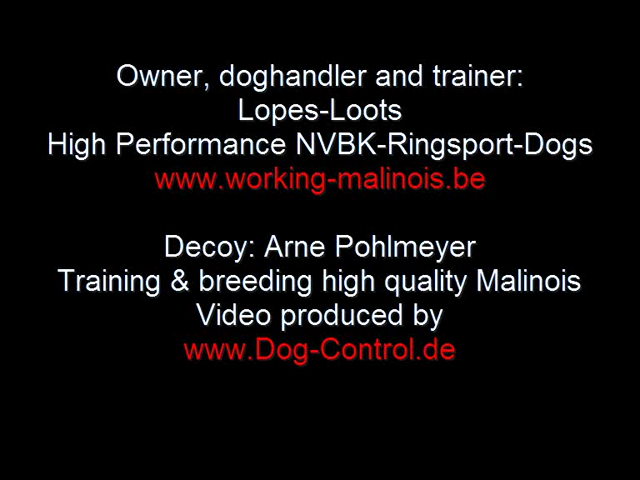 Owner, doghandler and trainer:
Lopes-Loots
High Performance NVBK-Ringsport-Dogs
www.working-malinois.be
Decoy: Arne Pohlmeyer
Training & breeding high quality Malinois
Video produced by
www.Dog-Control.de